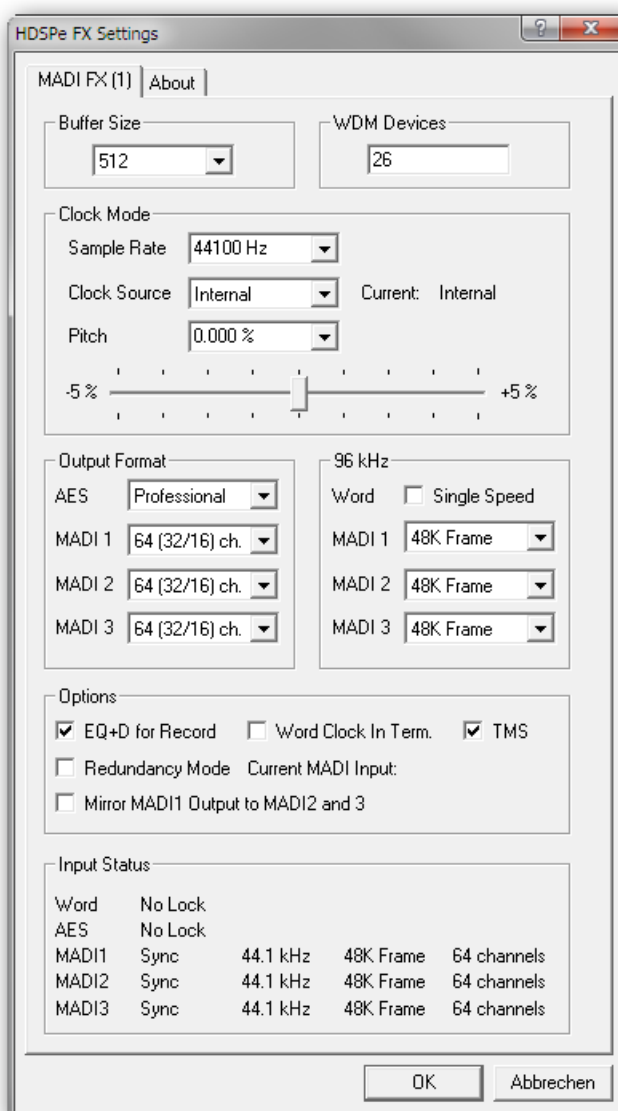 HDSPe FX Settings
MADI FX (1) About
Buffer Size
512
WDM Devices
26
Clock Mode
Sample Rate 44100 Hz
Clock Source Internal Current: Internal
Pitch 0.000 %
-5 % +5 %
Output Format
AES Professional
MADI 1 64 (32/16) ch.
MADI 2 64 (32/16) ch.
MADI 3 64 (32/16) ch.
96 kHz
Word Single Speed
MADI 1 48K Frame
MADI 2 48K Frame
MADI 3 48K Frame
Options
EQ+D for Record Word Clock In Term. TMS
Redundancy Mode Current MADI Input:
Mirror MADI1 Output to MADI2 and 3
Input Status
Word No Lock
AES No Lock
MADI1 Sync 44.1 kHz 48K Frame 64 channels
MADI2 Sync 44.1 kHz 48K Frame 64 channels
MADI3 Sync 44.1 kHz 48K Frame 64 channels
OK Abbrechen